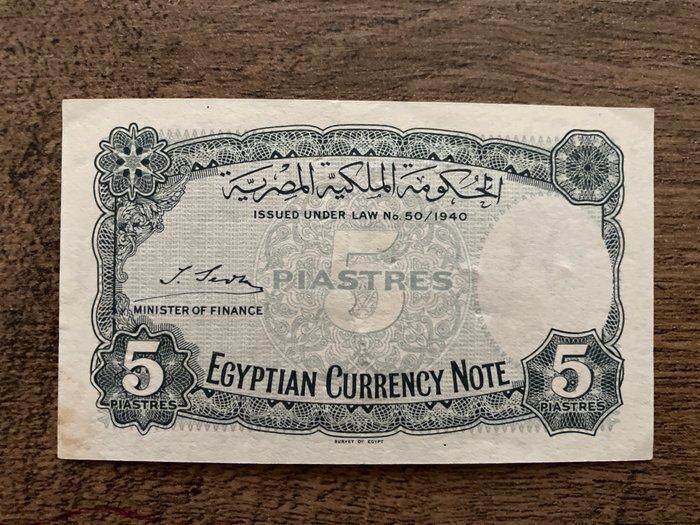 الحكومة الملكية المصرية
ISSUED UNDER LAW No. 50/1940
5
PIASTRES
MINISTER OF FINANCE
5
PIASTRES
EGYPTIAN CURRENCY NOTE
5
PIASTRES
SURVEY OF EGYPT